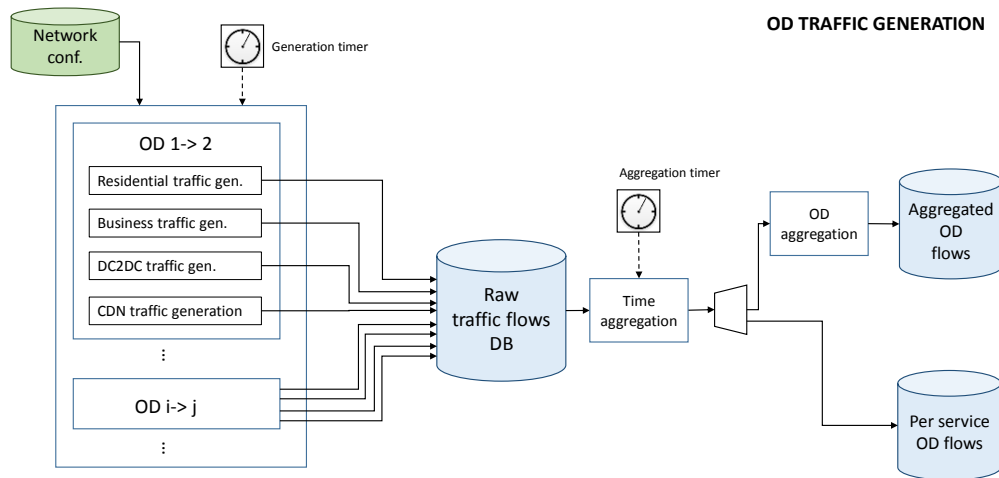 OD TRAFFIC GENERATION
Network
conf.
Generation timer
OD 1-> 2
Residential traffic gen.
Business traffic gen.
DC2DC traffic gen.
CDN traffic generation
...
OD i-> j
...
Raw
traffic flows
DB
Aggregation timer
Time
aggregation
OD
aggregation
Aggregated
OD
flows
Per service
OD flows